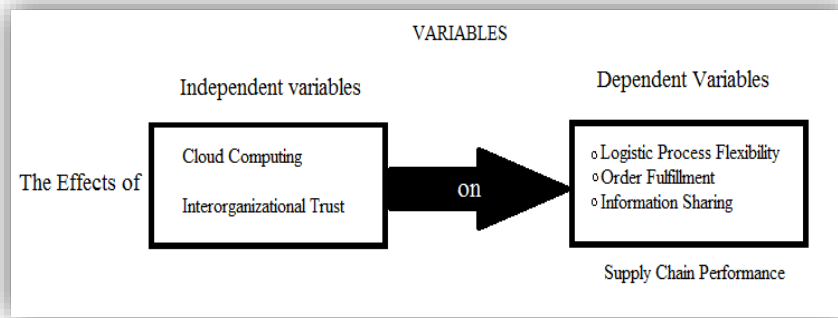 VARIABLES
Independent variables
Dependent Variables
The Effects of
Cloud Computing
Interorganizational Trust
on
o Logistic Process Flexibility
o Order Fulfillment
o Information Sharing
Supply Chain Performance